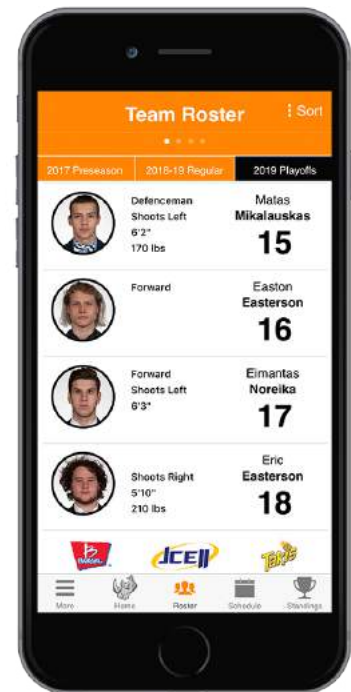 Team Roster
Sort
2017 Preseason
2018-19 Regular
2019 Playoffs
Defenceman
Shoots Left
6'2"
170 lbs
Matas
Mikalauskas
15
Forward
Easton
Easterson
16
Forward
Shoots Left
6'3"
Eimantas
Noreika
17
Shoots Right
5'10"
210 lbs
Eric
Easterson
18
JCEII
Takis
More
Home
Roster
Schedule
Standings